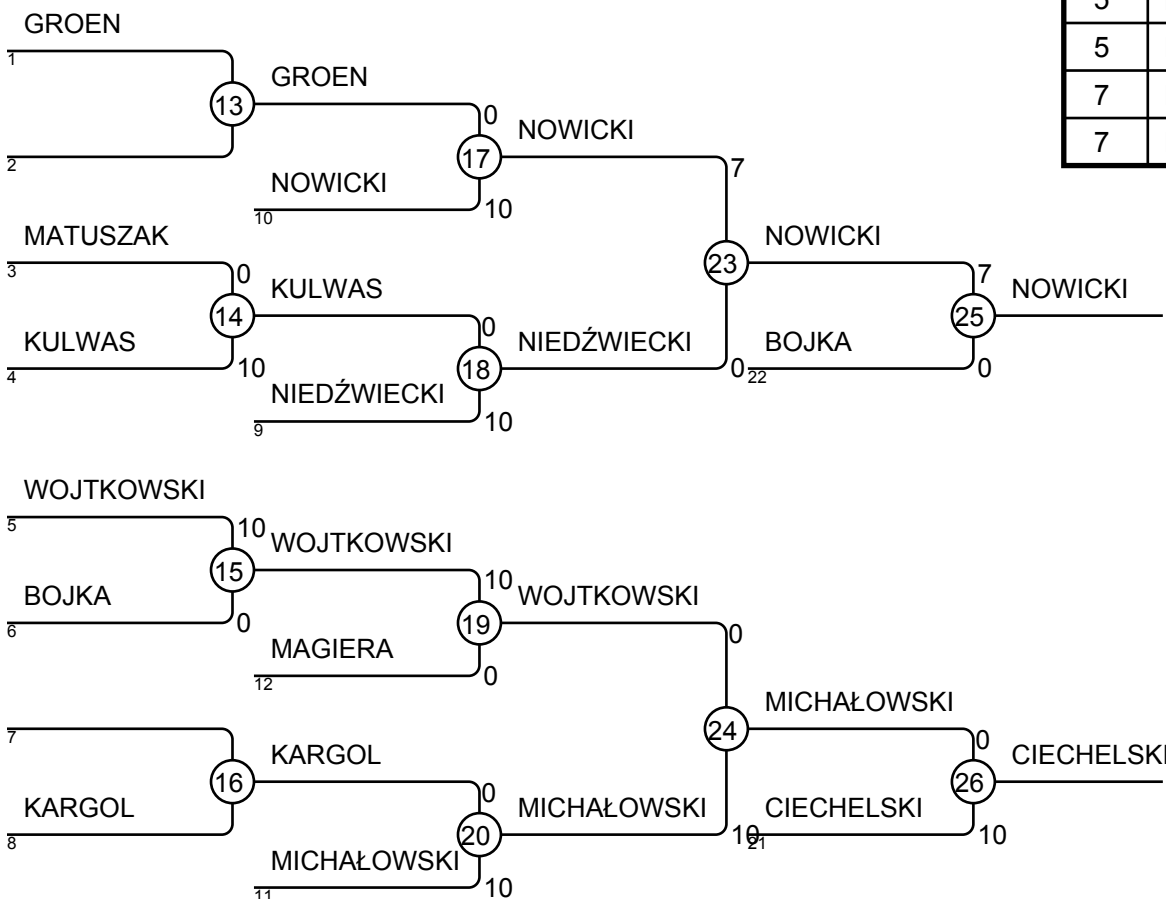 GROEN
1
13
GROEN
2
0
17
NOWICKI
NOWICKI
10
10
7
MATUSZAK
3
0
14
KULWAS
KULWAS
4
10
0
18
NIEDŹWIECKI
NIEDŹWIECKI
9
10
0
23
NOWICKI
7
25
NOWICKI
BOJKA
22
0
WOJTKOWSKI
5
10
15
WOJTKOWSKI
BOJKA
6
0
10
19
WOJTKOWSKI
MAGIERA
12
0
0
7
16
KARGOL
KARGOL
8
0
20
MICHAŁOWSKI
MICHAŁOWSKI
11
10
10
24
MICHAŁOWSKI
0
26
CIECHELSKI
CIECHELSKI
21
10
5
5
7
7